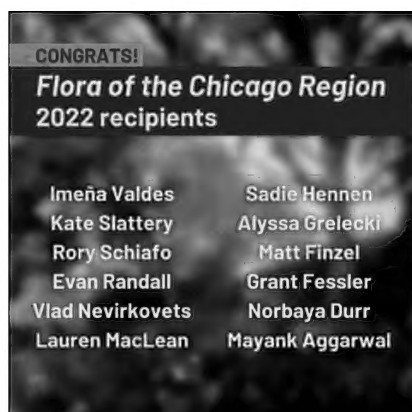 CONGRATS!
Flora of the Chicago Region
2022 recipients
Imeña Valdes
Kate Slattery
Rory Schiafo
Evan Randall
Vlad Nevirkovets
Lauren MacLean
Sadie Hennen
Alyssa Grelecki
Matt Finzel
Grant Fessler
Norbaya Durr
Mayank Aggarwal